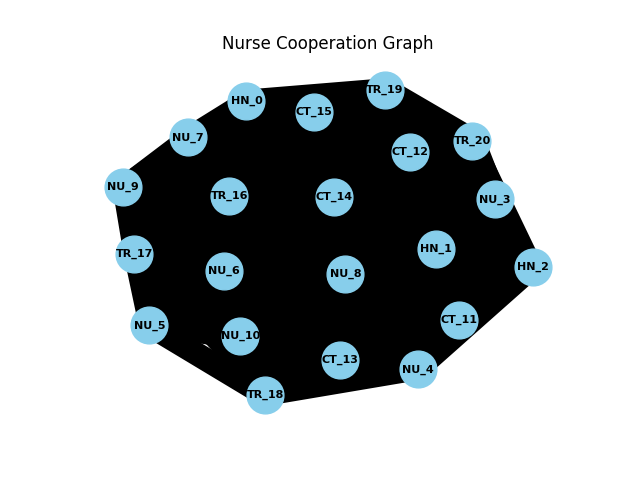 Nurse Cooperation Graph
TR_19
HN_0
CT_15
NU_7
TR_20
CT_12
NU_9
TR_16
CT_14
NU_3
HN_1
TR_17
HN_2
NU_6
NU_8
CT_11
NU_5
NU_10
CT_13
NU_4
TR_18